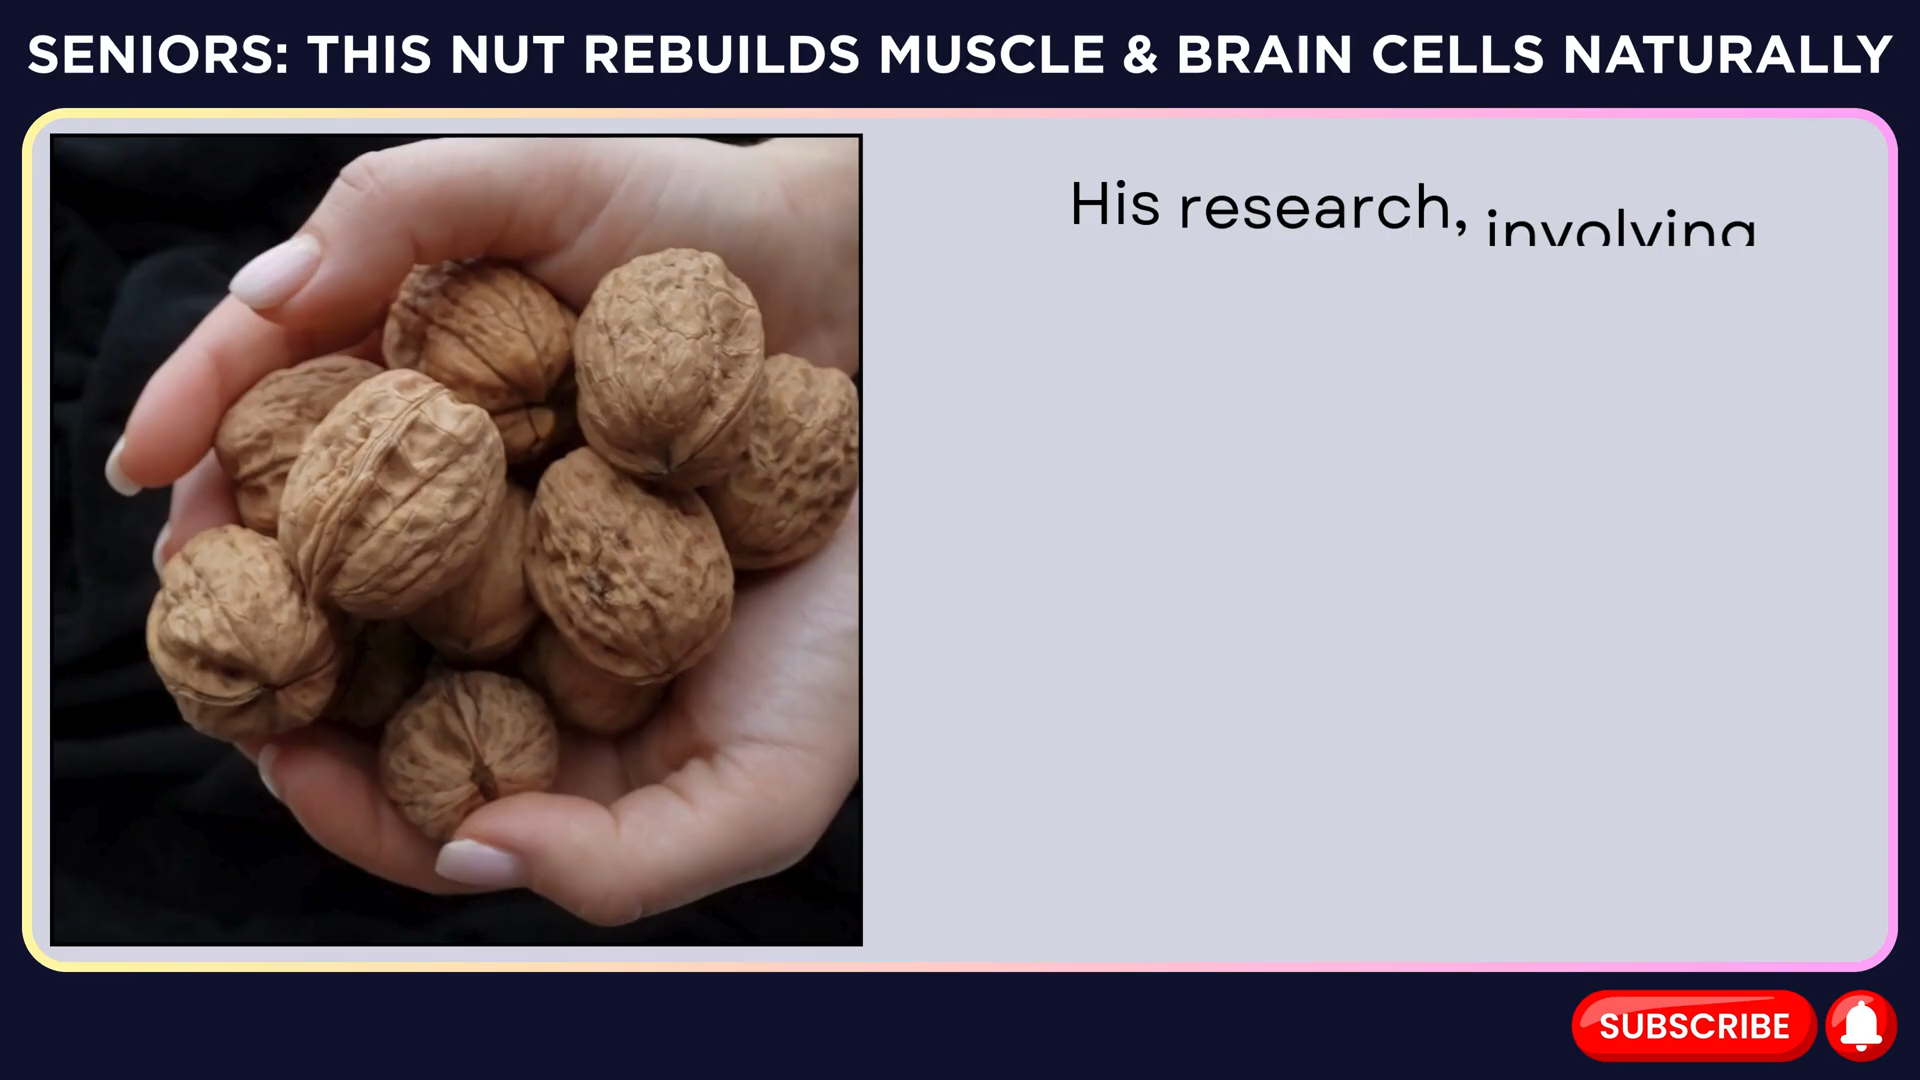 SENIORS: THIS NUT REBUILDS MUSCLE & BRAIN CELLS NATURALLY
His research, involving
SUBSCRIBE